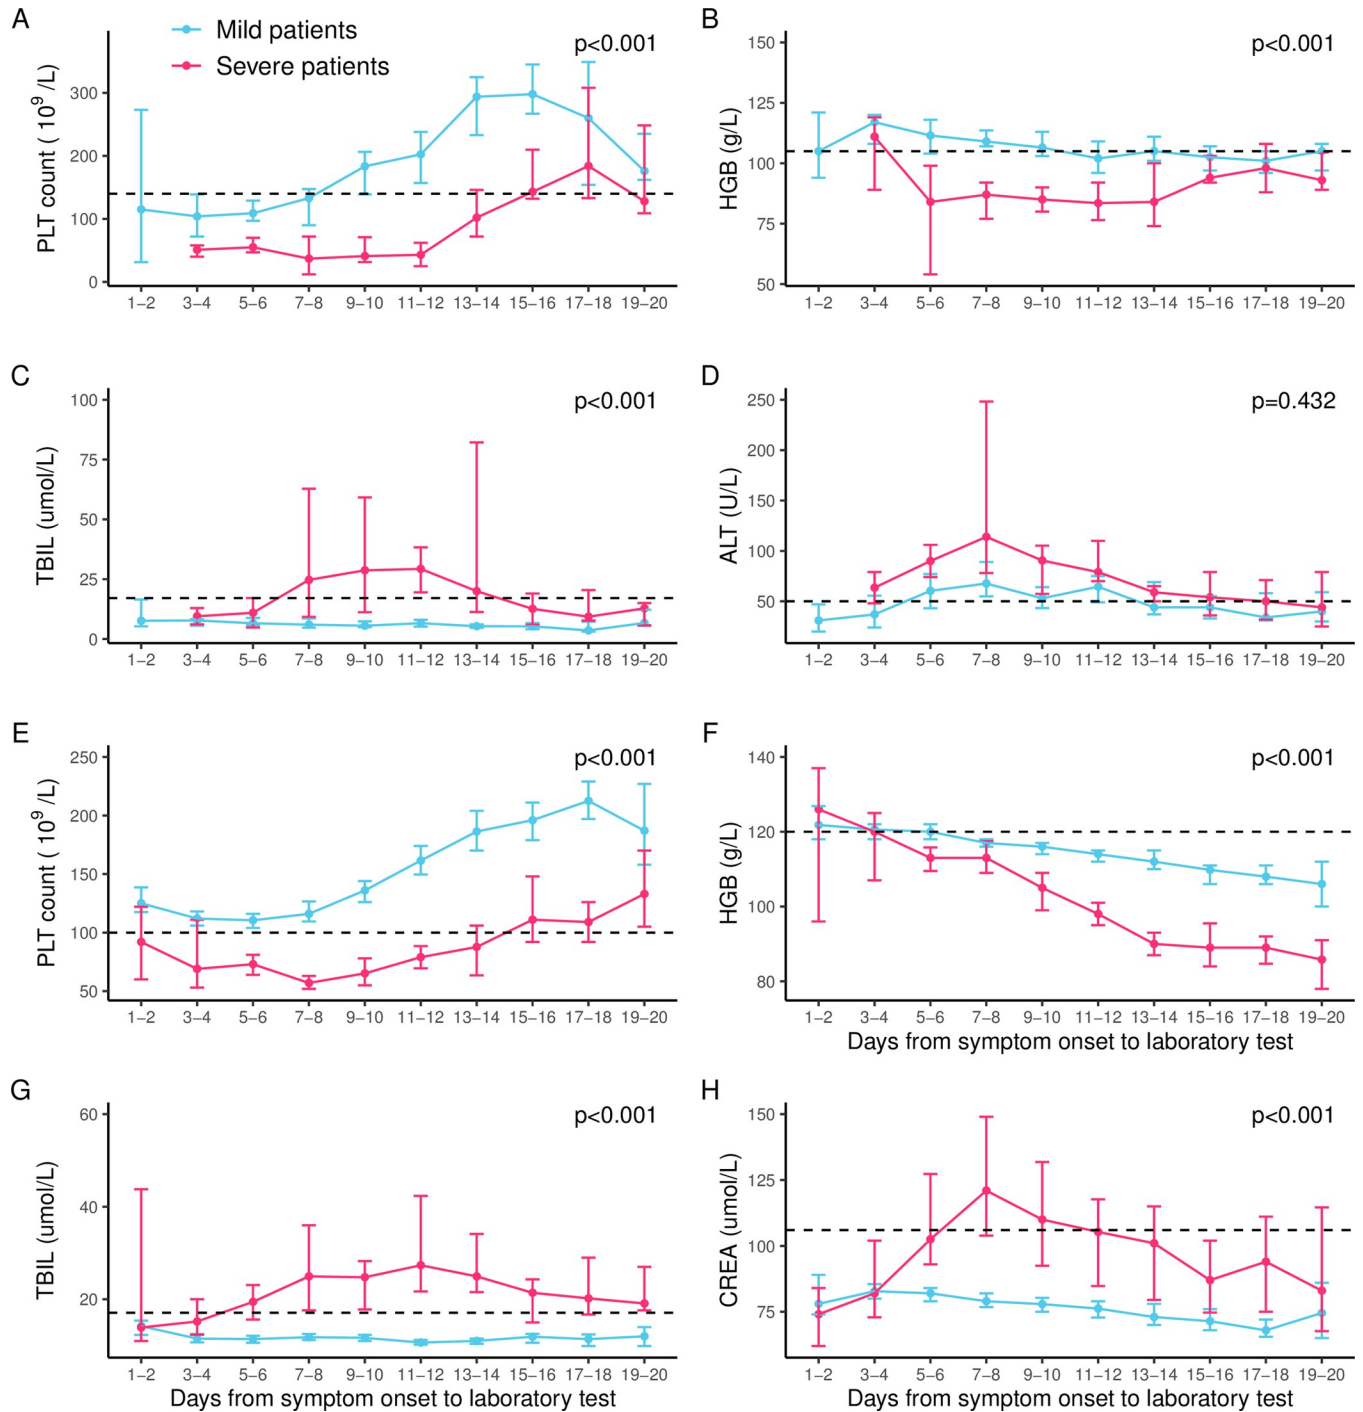 A
Mild patients
Severe patients
p<0.001
PLT count ( 10^9 /L)
300
200
100
0
1–2 3–4 5–6 7–8 9–10 11–12 13–14 15–16 17–18 19–20
B
p<0.001
HGB (g/L)
150
125
100
75
50
1–2 3–4 5–6 7–8 9–10 11–12 13–14 15–16 17–18 19–20
C
p<0.001
TBIL (umol/L)
100
75
50
25
0
1–2 3–4 5–6 7–8 9–10 11–12 13–14 15–16 17–18 19–20
D
p=0.432
ALT (U/L)
250
200
150
100
50
1–2 3–4 5–6 7–8 9–10 11–12 13–14 15–16 17–18 19–20
E
p<0.001
PLT count ( 10^9 /L)
250
200
150
100
50
1–2 3–4 5–6 7–8 9–10 11–12 13–14 15–16 17–18 19–20
F
p<0.001
HGB (g/L)
140
120
100
80
1–2 3–4 5–6 7–8 9–10 11–12 13–14 15–16 17–18 19–20
Days from symptom onset to laboratory test
G
p<0.001
TBIL (umol/L)
60
40
20
1–2 3–4 5–6 7–8 9–10 11–12 13–14 15–16 17–18 19–20
Days from symptom onset to laboratory test
H
p<0.001
CREA (umol/L)
150
125
100
75
1–2 3–4 5–6 7–8 9–10 11–12 13–14 15–16 17–18 19–20
Days from symptom onset to laboratory test